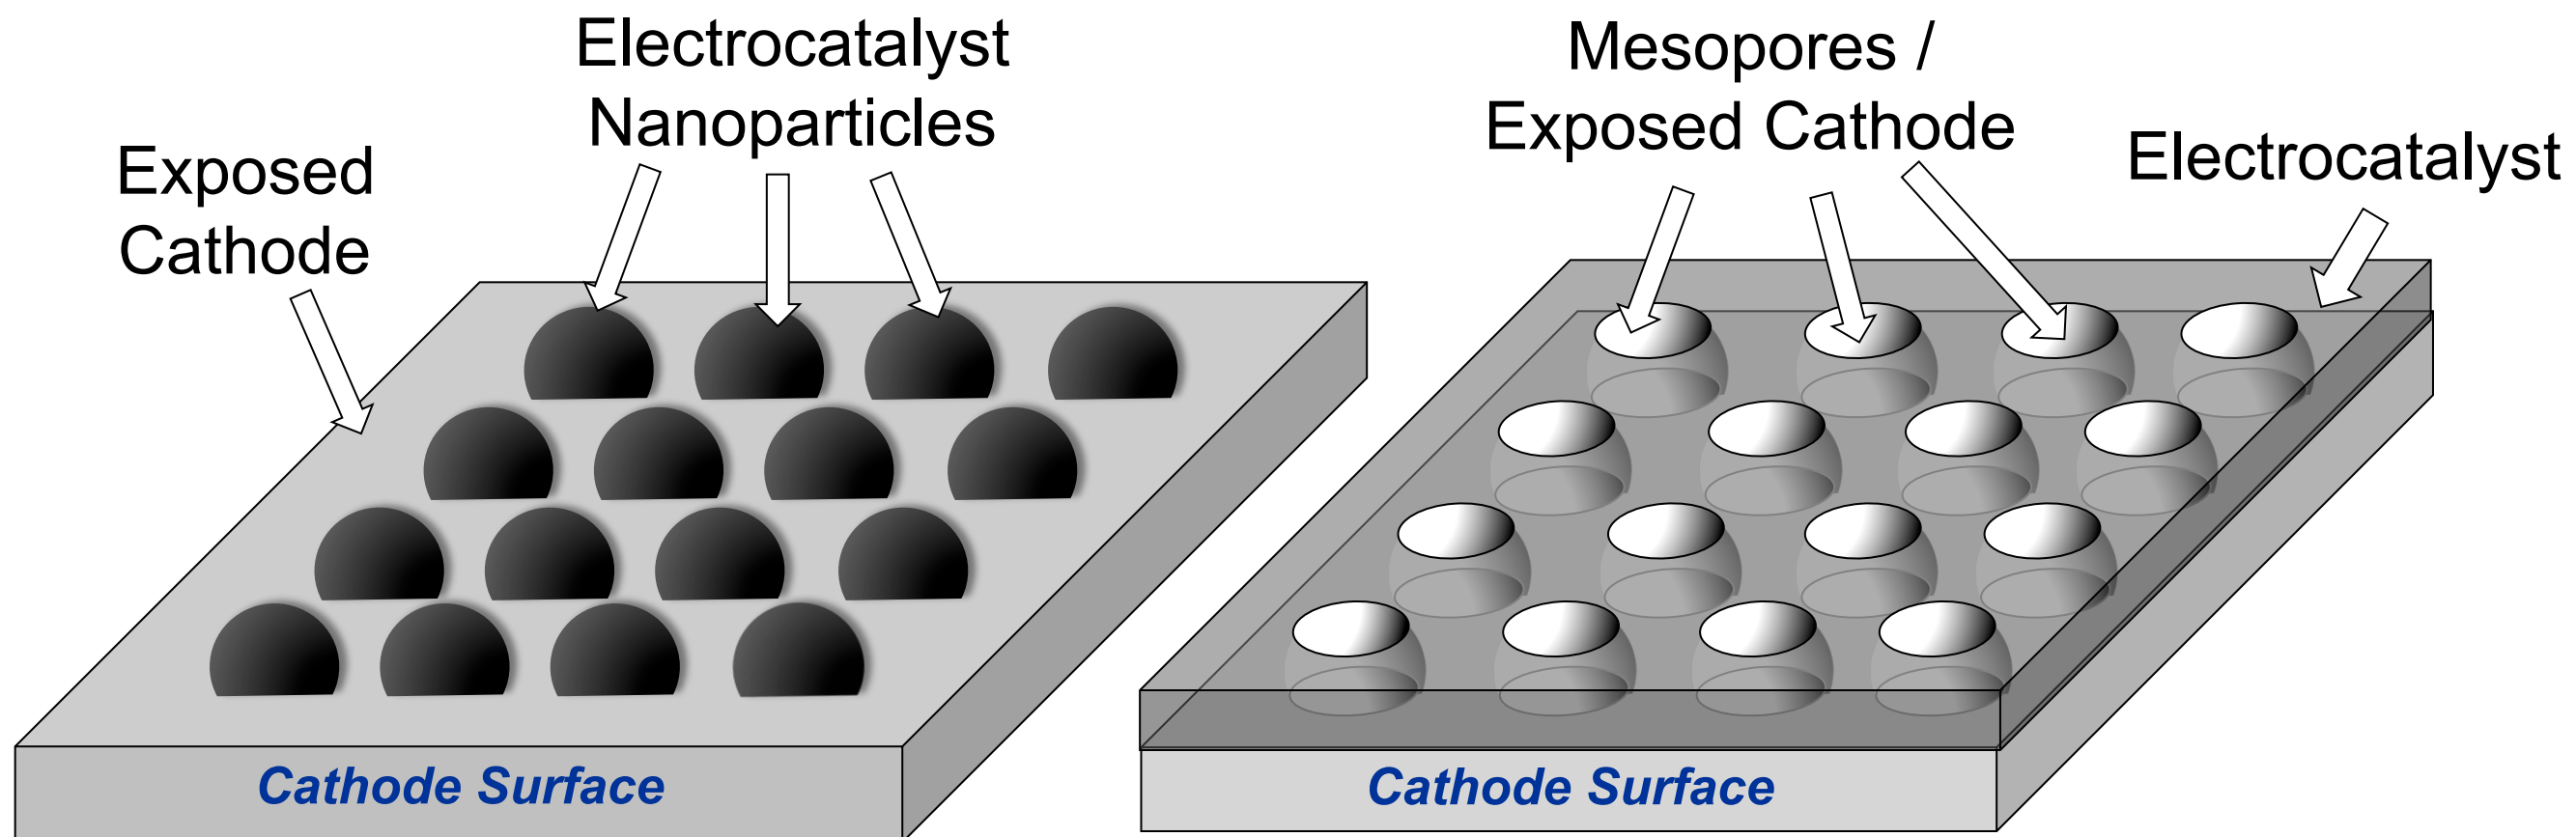 Electrocatalyst
Nanoparticles
Exposed
Cathode
Cathode Surface
Mesopores /
Exposed Cathode
Electrocatalyst
Cathode Surface